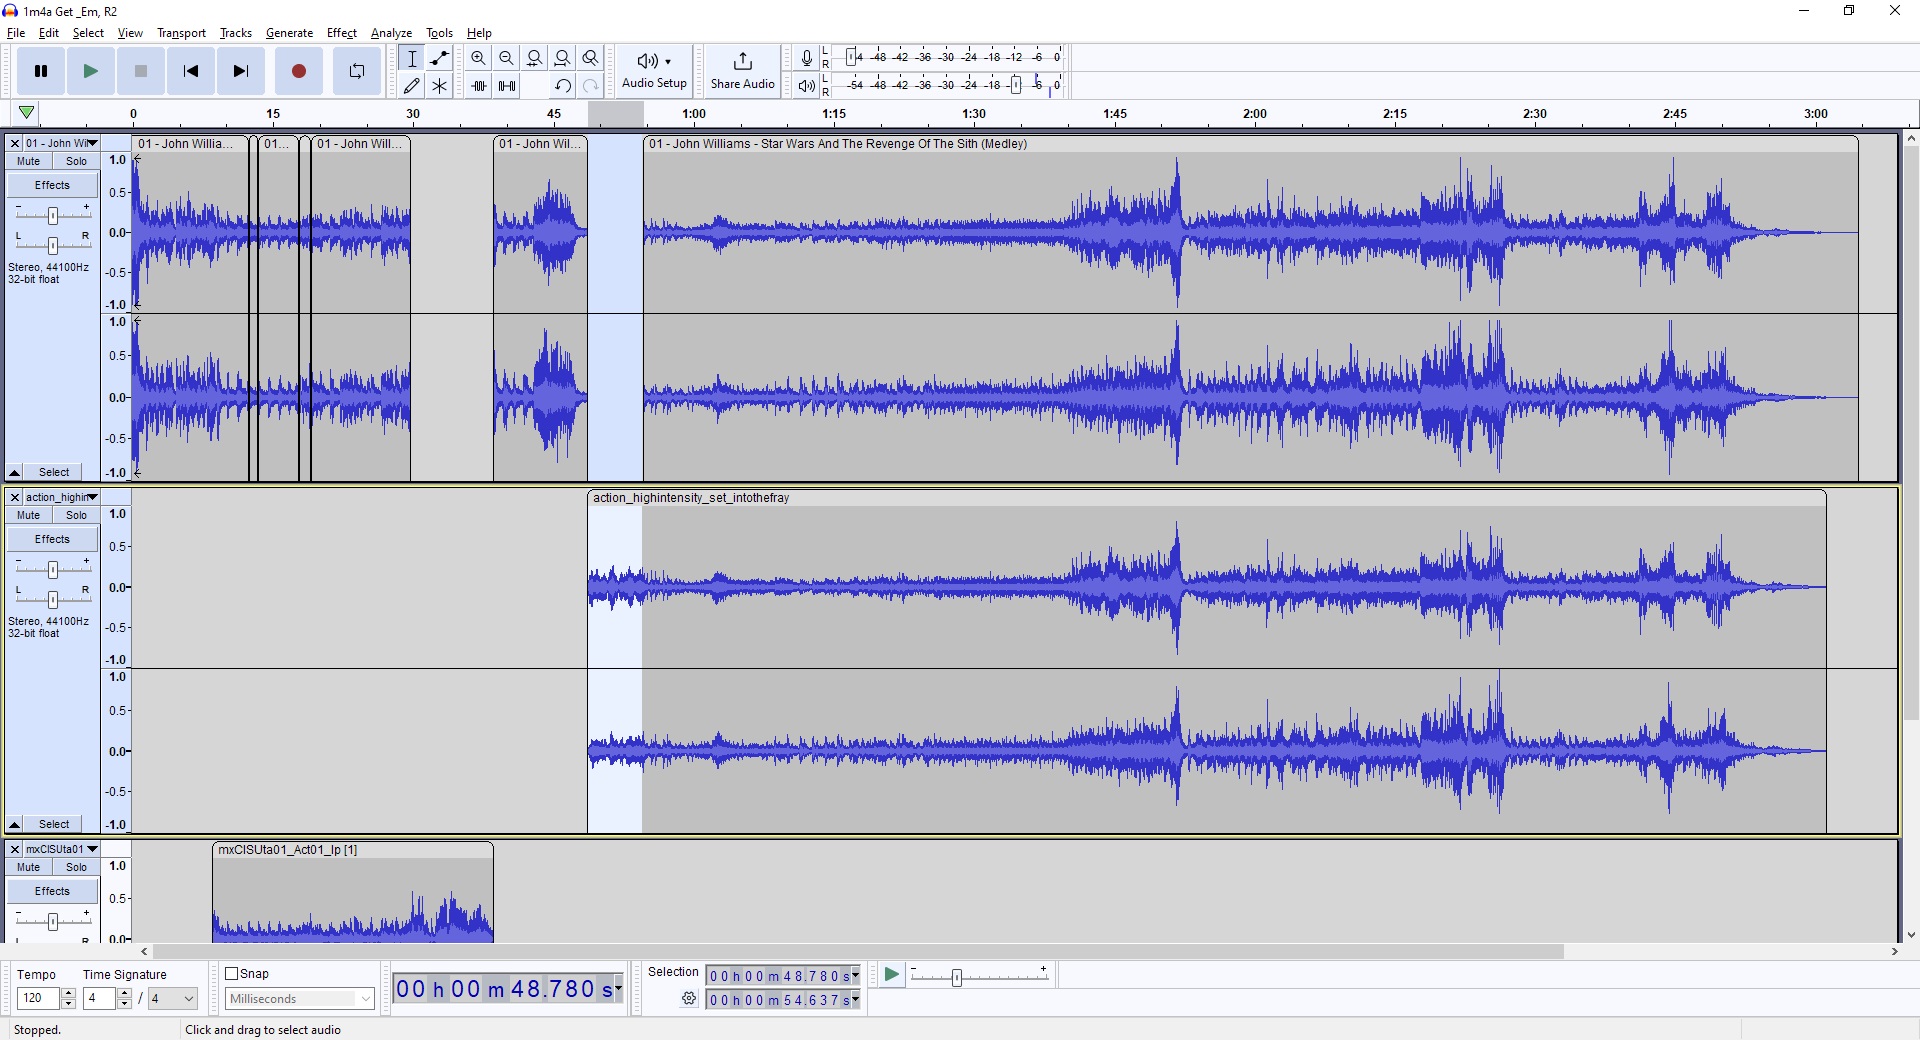 1m4a Get _Em, R2
File Edit Select View Transport Tracks Generate Effect Analyze Tools Help
Audio Setup
Share Audio
L R -54 -48 -42 -36 -30 -24 -18 -12 -6 0
L R -54 -48 -42 -36 -30 -24 -18 -12 -6 0
0 15 30 45 1:00 1:15 1:30 1:45 2:00 2:15 2:30 2:45 3:00
01 - John Wil
Mute Solo
Effects
- +
L R
Stereo, 44100Hz
32-bit float
Select
1.0
0.5
0.0
-0.5
-1.0
1.0
0.5
0.0
-0.5
-1.0
01 - John Willia...
01...
01 - John Will...
01 - John Wil...
01 - John Williams - Star Wars And The Revenge Of The Sith (Medley)
action_highin
Mute Solo
Effects
- +
L R
Stereo, 44100Hz
32-bit float
Select
1.0
0.5
0.0
-0.5
-1.0
1.0
0.5
0.0
-0.5
-1.0
action_highintensity_set_intothefray
mxCISUta01
Mute Solo
Effects
- +
L R
1.0
0.5
0.0
mxCISUta01_Act01_lp [1]
Tempo
120
Time Signature
4 / 4
Snap
Milliseconds
00 h 00 m 48.780 s
Selection
00 h 00 m 48.780 s
00 h 00 m 54.637 s
- +
Stopped.
Click and drag to select audio